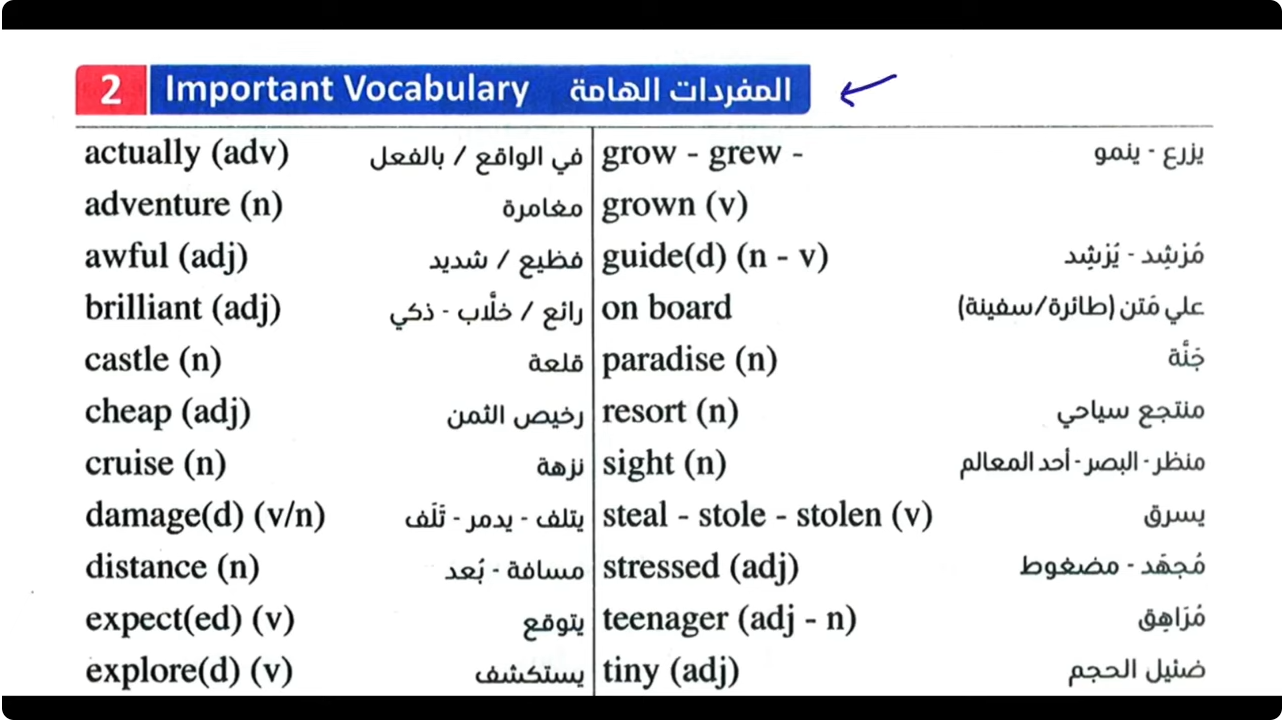 2 Important Vocabulary المفردات الهامة
actually (adv) في الواقع / بالفعل
adventure (n) مغامرة
awful (adj) فظيع / شديد
brilliant (adj) رائع / خلَّاب - ذكي
castle (n) قلعة
cheap (adj) رخيص الثمن
cruise (n) نزهة
damage(d) (v/n) يتلف - يدمر - تَلَف
distance (n) مسافة - بُعد
expect(ed) (v) يتوقع
explore(d) (v) يستكشف
grow - grew - يزرع - ينمو
grown (v)
guide(d) (n - v) مُرْشِد - يُرْشِد
on board علي مَتن (طائرة/سفينة)
paradise (n) جَنَّة
resort (n) منتجع سياحي
sight (n) منظر - البصر - أحد المعالم
steal - stole - stolen (v) يسرق
stressed (adj) مُجهَد - مضغوط
teenager (adj - n) مُرَاهِق
tiny (adj) ضئيل الحجم